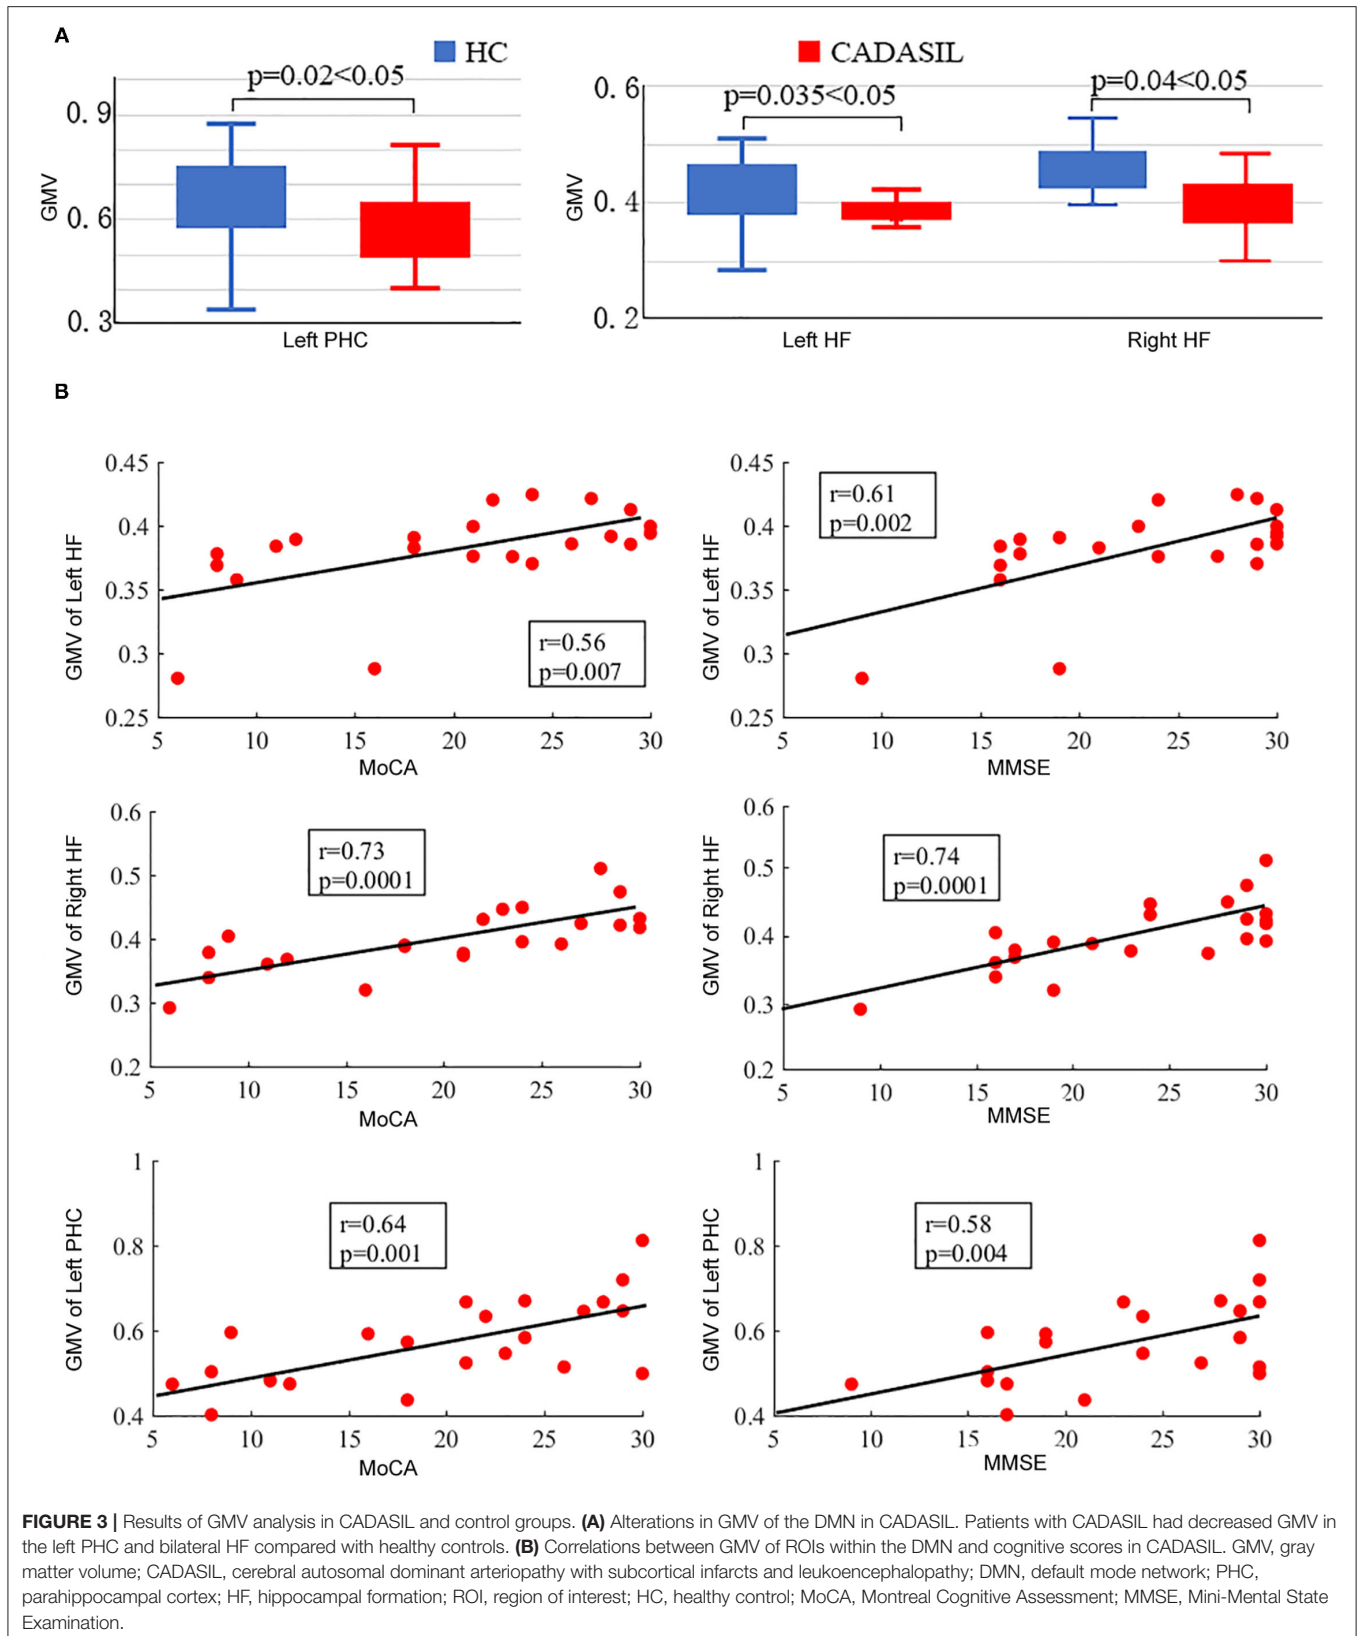 A
HC
CADASIL
p=0.02<0.05
0.9
0.6
0.3
GMV
Left PHC
p=0.035<0.05
p=0.04<0.05
0.6
0.4
0.2
GMV
Left HF
Right HF
B
0.45
0.4
0.35
0.3
0.25
GMV of Left HF
r=0.56
p=0.007
5 10 15 20 25 30
MoCA
0.45
0.4
0.35
0.3
0.25
GMV of Left HF
r=0.61
p=0.002
5 10 15 20 25 30
MMSE
0.6
0.5
0.4
0.3
0.2
GMV of Right HF
r=0.73
p=0.0001
5 10 15 20 25 30
MoCA
0.6
0.5
0.4
0.3
0.2
GMV of Right HF
r=0.74
p=0.0001
5 10 15 20 25 30
MMSE
1
0.8
0.6
0.4
GMV of Left PHC
r=0.64
p=0.001
5 10 15 20 25 30
MoCA
1
0.8
0.6
0.4
GMV of Left PHC
r=0.58
p=0.004
5 10 15 20 25 30
MMSE
FIGURE 3 | Results of GMV analysis in CADASIL and control groups. (A) Alterations in GMV of the DMN in CADASIL. Patients with CADASIL had decreased GMV in
the left PHC and bilateral HF compared with healthy controls. (B) Correlations between GMV of ROIs within the DMN and cognitive scores in CADASIL. GMV, gray
matter volume; CADASIL, cerebral autosomal dominant arteriopathy with subcortical infarcts and leukoencephalopathy; DMN, default mode network; PHC,
parahippocampal cortex; HF, hippocampal formation; ROI, region of interest; HC, healthy control; MoCA, Montreal Cognitive Assessment; MMSE, Mini-Mental State
Examination.